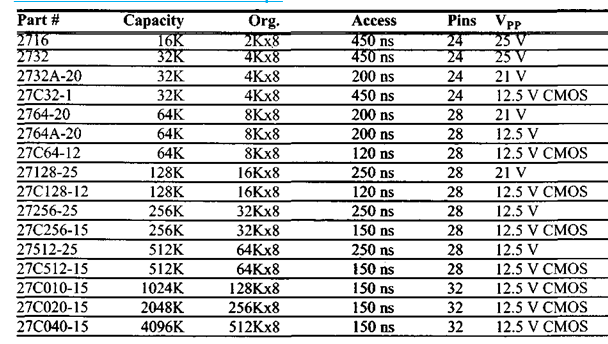 Part # Capacity Org. Access Pins VPP
2716 16K 2Kx8 450 ns 24 25 V
2732 32K 4Kx8 450 ns 24 25 V
2732A-20 32K 4Kx8 200 ns 24 21 V
27C32-1 32K 4Kx8 450 ns 24 12.5 V CMOS
2764-20 64K 8Kx8 200 ns 28 21 V
2764A-20 64K 8Kx8 200 ns 28 12.5 V
27C64-12 64K 8Kx8 120 ns 28 12.5 V CMOS
27128-25 128K 16Kx8 250 ns 28 21 V
27C128-12 128K 16Kx8 120 ns 28 12.5 V CMOS
27256-25 256K 32Kx8 250 ns 28 12.5 V
27C256-15 256K 32Kx8 150 ns 28 12.5 V CMOS
27512-25 512K 64Kx8 250 ns 28 12.5 V
27C512-15 512K 64Kx8 150 ns 28 12.5 V CMOS
27C010-15 1024K 128Kx8 150 ns 32 12.5 V CMOS
27C020-15 2048K 256Kx8 150 ns 32 12.5 V CMOS
27C040-15 4096K 512Kx8 150 ns 32 12.5 V CMOS